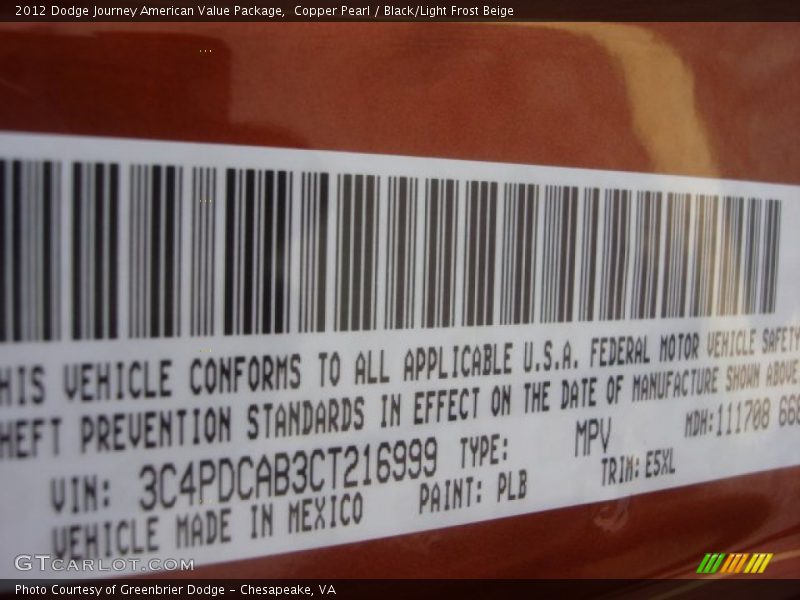 2012 Dodge Journey American Value Package,  Copper Pearl / Black/Light Frost Beige
HIS VEHICLE CONFORMS TO ALL APPLICABLE U.S.A. FEDERAL MOTOR VEHICLE SAFETY
HEFT PREVENTION STANDARDS IN EFFECT ON THE DATE OF MANUFACTURE SHOWN ABOVE
VIN: 3C4PDCAB3CT216999 TYPE: MPV MDH:111708 668
VEHICLE MADE IN MEXICO PAINT: PLB TRIM: E5XL
GTCARLOT.COM
Photo Courtesy of Greenbrier Dodge – Chesapeake, VA